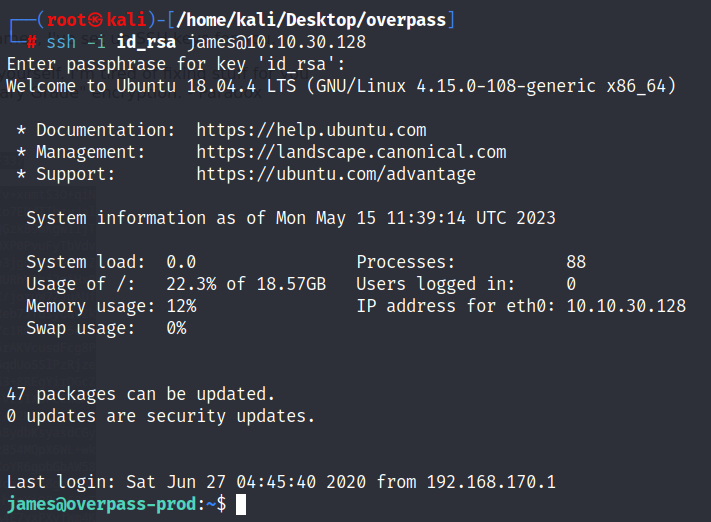 ┌──(root㉿kali)-[/home/kali/Desktop/overpass]
└─# ssh -i id_rsa james@10.10.30.128
Enter passphrase for key 'id_rsa':
Welcome to Ubuntu 18.04.4 LTS (GNU/Linux 4.15.0-108-generic x86_64)

 * Documentation:  https://help.ubuntu.com
 * Management:     https://landscape.canonical.com
 * Support:        https://ubuntu.com/advantage

  System information as of Mon May 15 11:39:14 UTC 2023

  System load:  0.0                Processes:           88
  Usage of /:   22.3% of 18.57GB   Users logged in:     0
  Memory usage: 12%                IP address for eth0: 10.10.30.128
  Swap usage:   0%

47 packages can be updated.
0 updates are security updates.

Last login: Sat Jun 27 04:45:40 2020 from 192.168.170.1
james@overpass-prod:~$